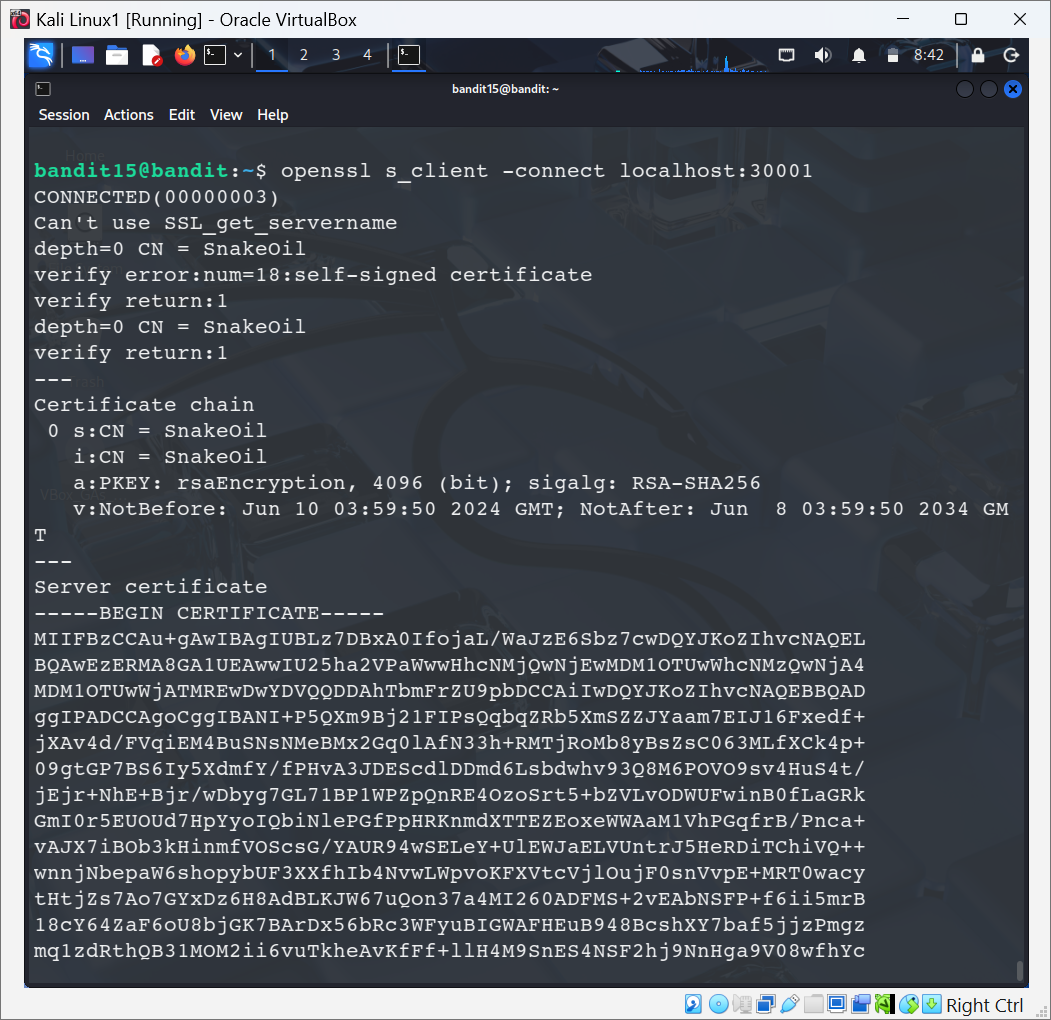 Kali Linux1 [Running] - Oracle VirtualBox
1 2 3 4 8:42
bandit15@bandit: ~
Session Actions Edit View Help
bandit15@bandit:~$ openssl s_client -connect localhost:30001
CONNECTED(00000003)
Can't use SSL_get_servername
depth=0 CN = SnakeOil
verify error:num=18:self-signed certificate
verify return:1
depth=0 CN = SnakeOil
verify return:1
---
Certificate chain
 0 s:CN = SnakeOil
   i:CN = SnakeOil
   a:PKEY: rsaEncryption, 4096 (bit); sigalg: RSA-SHA256
   v:NotBefore: Jun 10 03:59:50 2024 GMT; NotAfter: Jun  8 03:59:50 2034 GM
T
---
Server certificate
-----BEGIN CERTIFICATE-----
MIIFBzCCAu+gAwIBAgIUBLz7DBxA0IfojaL/WaJzE6Sbz7cwDQYJKoZIhvcNAQEL
BQAwEzERMA8GA1UEAwwIU25ha2VPaWwwHhcNMjQwNjEwMDM1OTUwWhcNMzQwNjA4
MDM1OTUwWjATMREwDwYDVQQDDAhTbmFrZU9pbDCCAiIwDQYJKoZIhvcNAQEBBQAD
ggIPADCCAgoCggIBANI+P5QXm9Bj21FIPsQqbqZRb5XmSZZJYaam7EIJ16Fxedf+
jXAv4d/FVqiEM4BuSNsNMeBMx2Gq0lAfN33h+RMTjRoMb8yBsZsC063MLfXCk4p+
09gtGP7BS6Iy5XdmfY/fPHvA3JDEScdlDDmd6Lsbdwhv93Q8M6POVO9sv4HuS4t/
jEjr+NhE+Bjr/wDbyg7GL71BP1WPZpQnRE4OzoSrt5+bZVLvODWUFwinB0fLaGRk
GmI0r5EUOUd7HpYyoIQbiNlePGfPpHRKnmdXTTEZEoxeWWAaM1VhPGqfrB/Pnca+
vAJX7iBOb3kHinmfVOScsG/YAUR94wSELeY+UlEWJaELVUntrJ5HeRDiTChiVQ++
wnnjNbepaW6shopybUF3XXfhIb4NvwLWpvoKFXVtcVjlOujF0snVvpE+MRT0wacy
tHtjZs7Ao7GYxDz6H8AdBLKJW67uQon37a4MI260ADFMS+2vEAbNSFP+f6ii5mrB
18cY64ZaF6oU8bjGK7BArDx56bRc3WFyuBIGWAFHEuB948BcshXY7baf5jjzPmgz
mq1zdRthQB31MOM2ii6vuTkheAvKfFf+llH4M9SnES4NSF2hj9NnHga9V08wfhYc
Right Ctrl